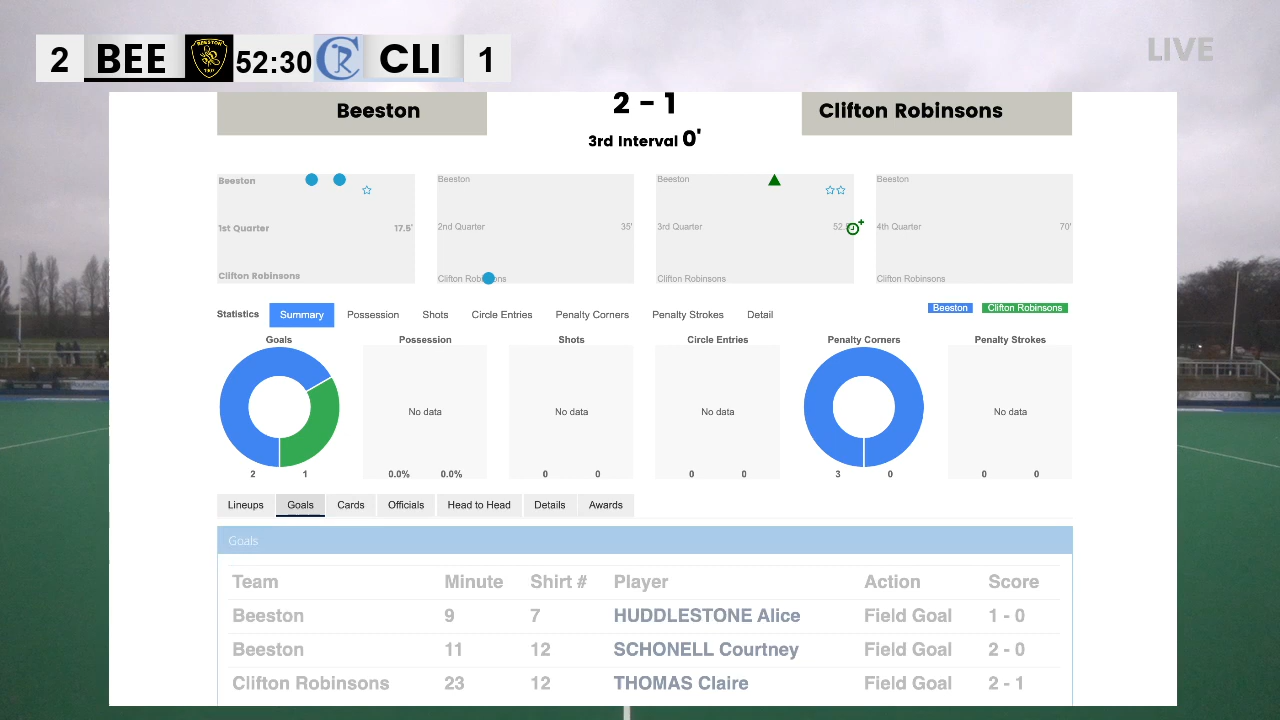 2 BEE 52:30 CLI 1
LIVE
Beeston 2 - 1 Clifton Robinsons
3rd Interval 0'
Beeston Beeston Beeston Beeston
1st Quarter 17.5' 2nd Quarter 35' 3rd Quarter 4th Quarter 70'
Clifton Robinsons Clifton Robinsons Clifton Robinsons Clifton Robinsons
Statistics Summary Possession Shots Circle Entries Penalty Corners Penalty Strokes Detail Beeston Clifton Robinsons
Goals Possession Shots Circle Entries Penalty Corners Penalty Strokes
No data No data No data No data
2 1 0.0% 0.0% 0 0 0 0 3 0 0 0
Lineups Goals Cards Officials Head to Head Details Awards
Goals
Team Minute Shirt # Player Action Score
Beeston 9 7 HUDDLESTONE Alice Field Goal 1 - 0
Beeston 11 12 SCHONELL Courtney Field Goal 2 - 0
Clifton Robinsons 23 12 THOMAS Claire Field Goal 2 - 1